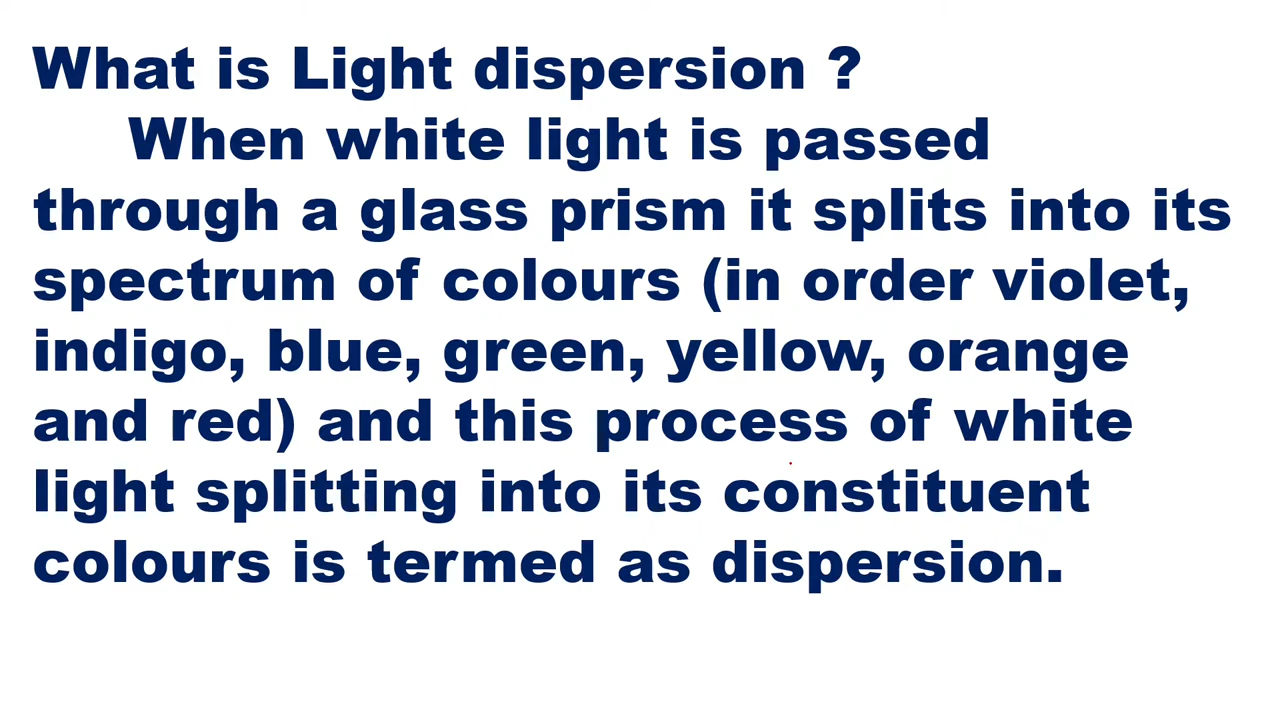 What is Light dispersion ?
When white light is passed
through a glass prism it splits into its
spectrum of colours (in order violet,
indigo, blue, green, yellow, orange
and red) and this process of white
light splitting into its constituent
colours is termed as dispersion.